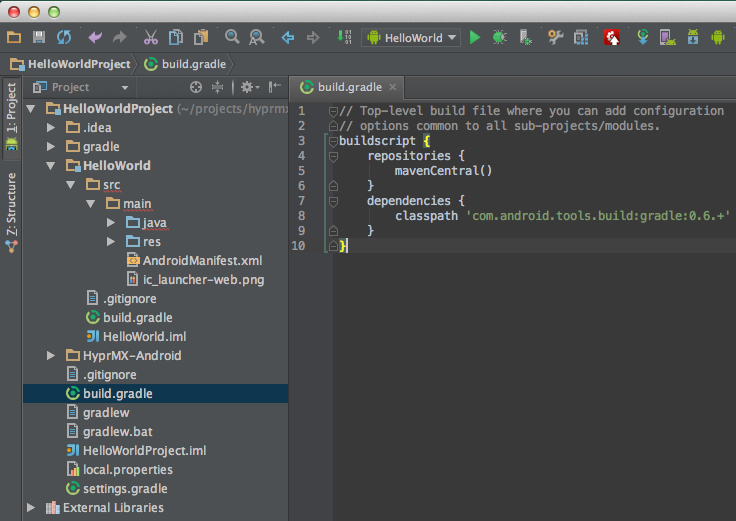 HelloWorld
HelloWorldProject
build.gradle
1: Project
Z: Structure
Project
HelloWorldProject (~/projects/hyprmx
.idea
gradle
HelloWorld
src
main
java
res
AndroidManifest.xml
ic_launcher-web.png
.gitignore
build.gradle
HelloWorld.iml
HyprMX-Android
.gitignore
build.gradle
gradlew
gradlew.bat
HelloWorldProject.iml
local.properties
settings.gradle
External Libraries
build.gradle
1 // Top-level build file where you can add configuration
2 // options common to all sub-projects/modules.
3 buildscript {
4 repositories {
5 mavenCentral()
6 }
7 dependencies {
8 classpath 'com.android.tools.build:gradle:0.6.+'
9 }
10 }